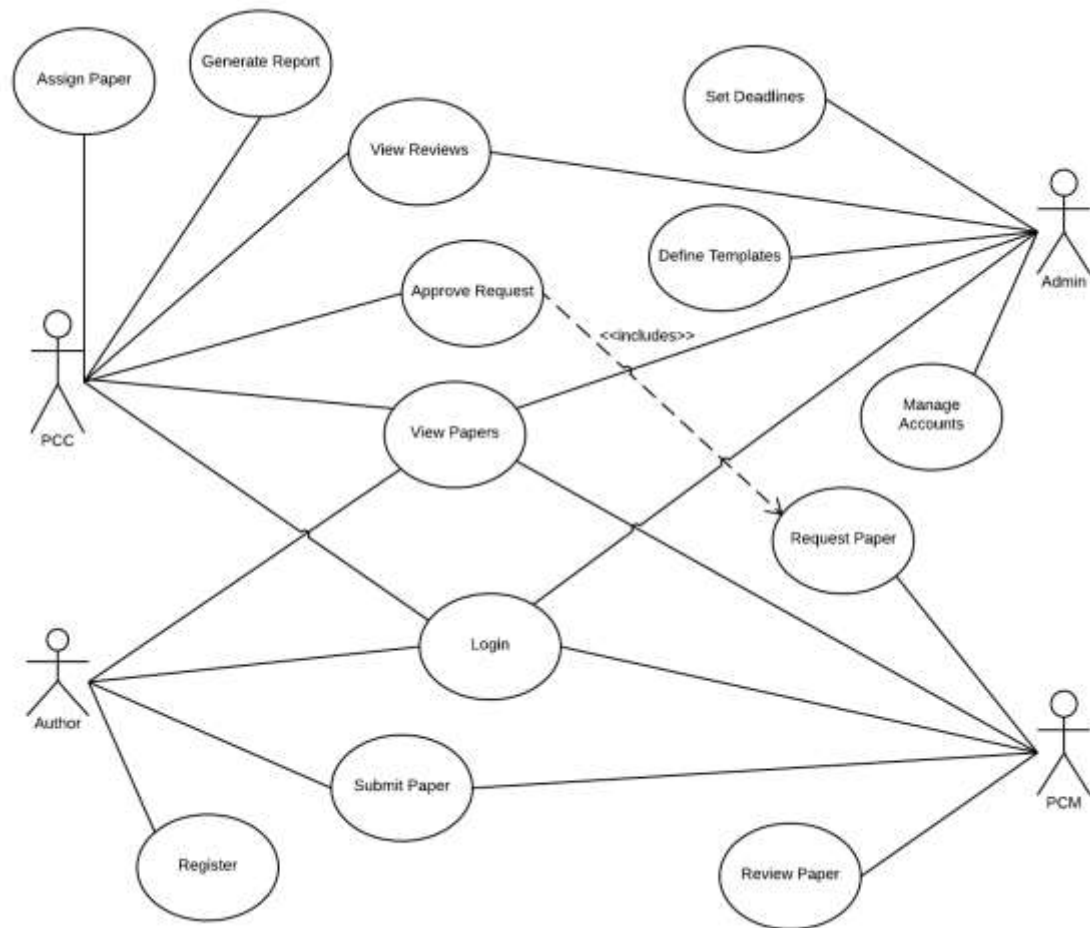 Generate Report
Assign Paper
Set Deadlines
View Reviews
Define Templates
Admin
Approve Request
<<includes>>
Manage
Accounts
View Papers
PCC
Request Paper
Login
Author
Submit Paper
PCM
Register
Review Paper